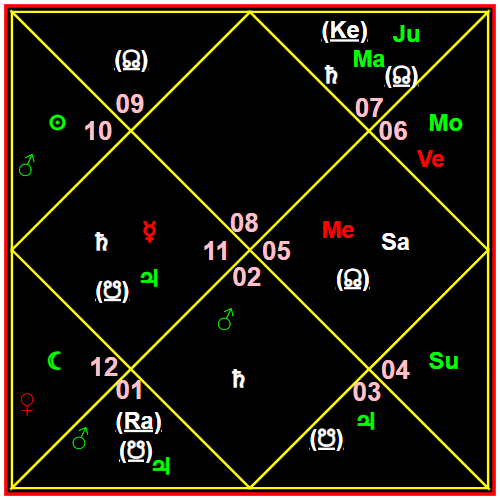 (Ke) Ju
(☊) Ma
♄ (☊)
09 07
☉ 10 06 Mo
♂ Ve
08
♄ ☿ Me Sa
11 05
(☋) ♃ 02 (☊)
♂
☾ 12 04 Su
♄
01 03
♀ (Ra) ♃
♂ (☋) (☋)
♃